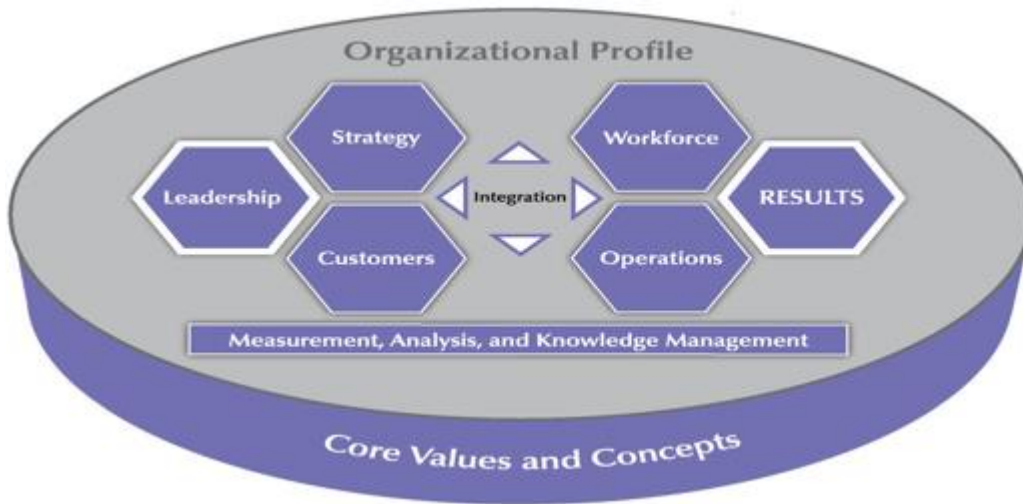 Organizational Profile
Strategy
Workforce
Leadership
Integration
RESULTS
Customers
Operations
Measurement, Analysis, and Knowledge Management
Core Values and Concepts